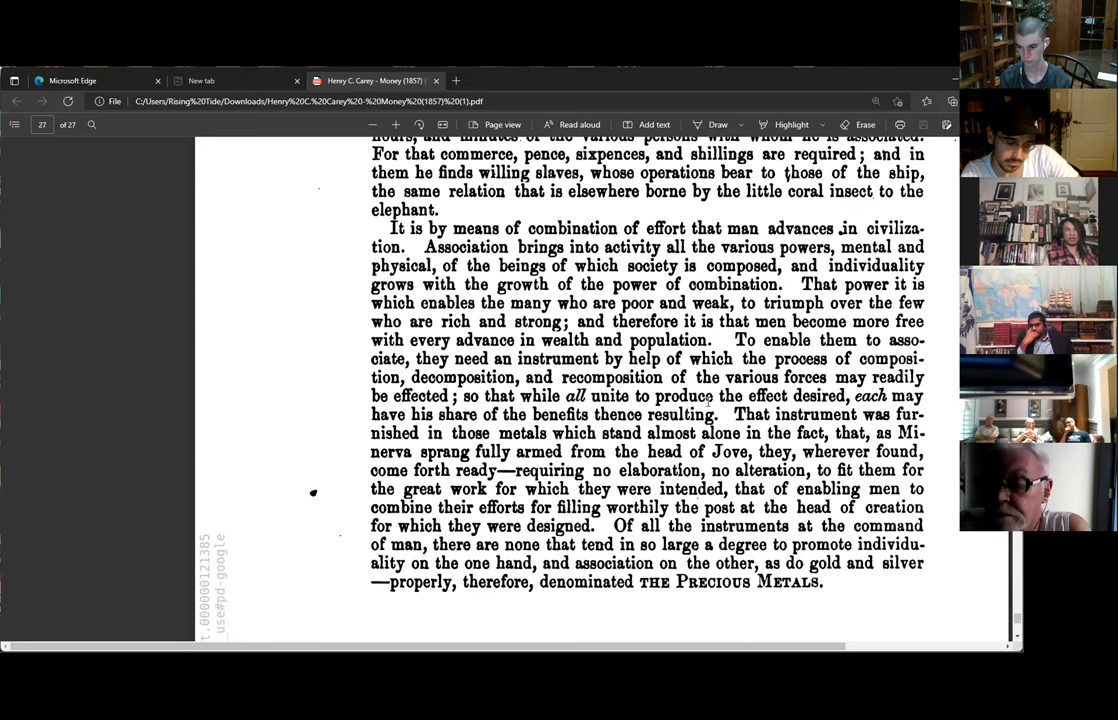 Microsoft Edge
New tab
Henry C. Carey - Money (1857) (
File
C:/Users/Rising%20Tide/Downloads/Henry%20C.%20Carey%20-%20Money%20(1857)%20(1).pdf
27 of 27
Page view
Read aloud
Add text
Draw
Highlight
Erase
For that commerce, pence, sixpences, and shillings are required; and in
them he finds willing slaves, whose operations bear to those of the ship,
the same relation that is elsewhere borne by the little coral insect to the
elephant.
It is by means of combination of effort that man advances in civiliza-
tion. Association brings into activity all the various powers, mental and
physical, of the beings of which society is composed, and individuality
grows with the growth of the power of combination. That power it is
which enables the many who are poor and weak, to triumph over the few
who are rich and strong; and therefore it is that men become more free
with every advance in wealth and population. To enable them to asso-
ciate, they need an instrument by help of which the process of composi-
tion, decomposition, and recomposition of the various forces may readily
be effected; so that while all unite to produce the effect desired, each may
have his share of the benefits thence resulting. That instrument was fur-
nished in those metals which stand almost alone in the fact, that, as Mi-
nerva sprang fully armed from the head of Jove, they, wherever found,
come forth ready—requiring no elaboration, no alteration, to fit them for
the great work for which they were intended, that of enabling men to
combine their efforts for filling worthily the post at the head of creation
for which they were designed. Of all the instruments at the command
of man, there are none that tend in so large a degree to promote individu-
ality on the one hand, and association on the other, as do gold and silver
—properly, therefore, denominated THE PRECIOUS METALS.
t.000000121385
_use#pd-google